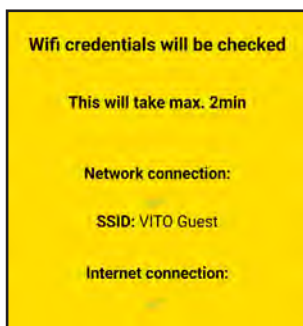 Wifi credentials will be checked
This will take max. 2min
Network connection:
SSID: VITO Guest
Internet connection: